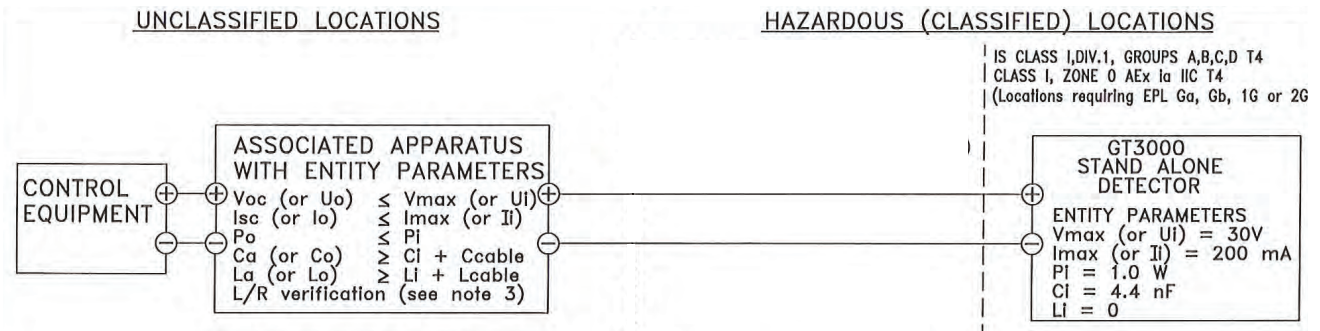 UNCLASSIFIED LOCATIONS
HAZARDOUS (CLASSIFIED) LOCATIONS
IS CLASS I,DIV.1, GROUPS A,B,C,D T4
CLASS I, ZONE 0 AEx ia IIC T4
(Locations requiring EPL Ga, Gb, 1G or 2G
CONTROL
EQUIPMENT
+
−
+
−
ASSOCIATED APPARATUS
WITH ENTITY PARAMETERS
Voc (or Uo) ≤ Vmax (or Ui)
Isc (or Io) ≤ Imax (or Ii)
Po ≤ Pi
Ca (or Co) ≥ Ci + Ccable
La (or Lo) ≥ Li + Lcable
L/R verification (see note 3)
+
−
+
−
GT3000
STAND ALONE
DETECTOR
ENTITY PARAMETERS
Vmax (or Ui) = 30V
Imax (or Ii) = 200 mA
Pi = 1.0 W
Ci = 4.4 nF
Li = 0